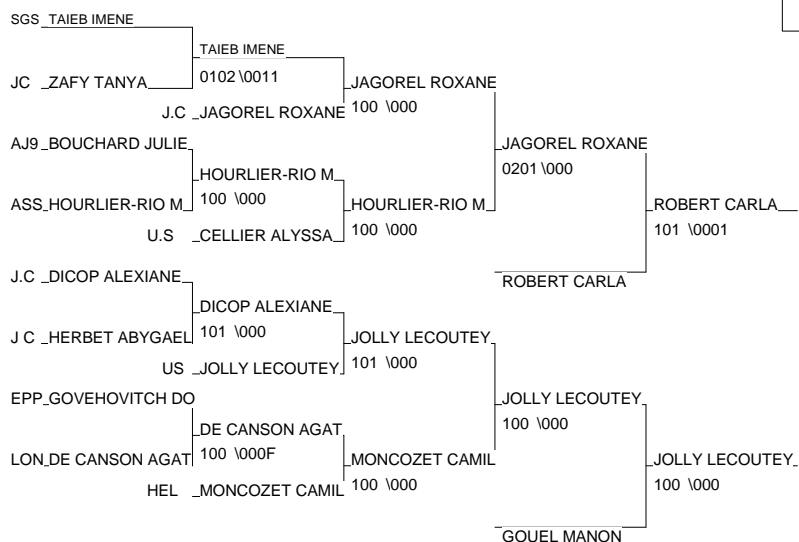 SGS TAIEB IMENE
TAIEB IMENE
0102 \0011
JC ZAFY TANYA
JAGOREL ROXANE
100 \000
J.C JAGOREL ROXANE
AJ9 BOUCHARD JULIE
JAGOREL ROXANE
0201 \000
HOURLIER-RIO M
100 \000
ASS HOURLIER-RIO M
HOURLIER-RIO M
100 \000
ROBERT CARLA
101 \0001
U.S CELLIER ALYSSA
J.C DICOP ALEXIANE
ROBERT CARLA
DICOP ALEXIANE
101 \000
J C HERBET ABYGAEL
JOLLY LECOUTEY
101 \000
US JOLLY LECOUTEY
EPP GOVEHOVITCH DO
JOLLY LECOUTEY
100 \000
DE CANSON AGAT
100 \000F
LON DE CANSON AGAT
MONCOZET CAMIL
100 \000
JOLLY LECOUTEY
100 \000
HEL MONCOZET CAMIL
GOUEL MANON